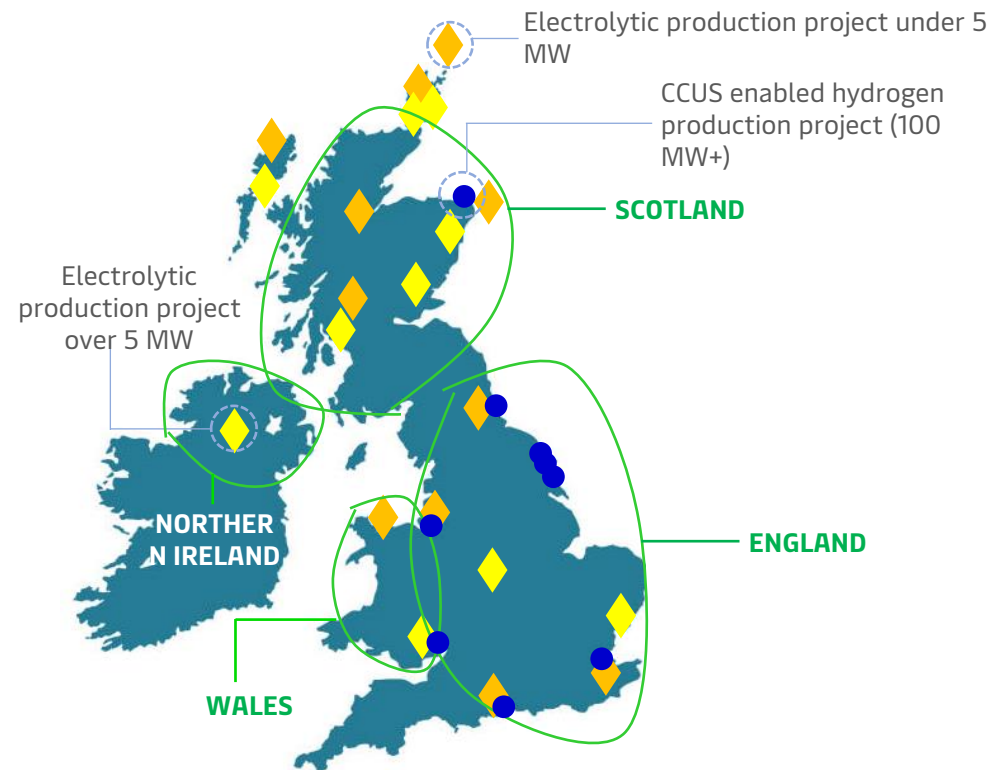 Electrolytic production project under 5
MW
CCUS enabled hydrogen
production project (100
MW+)
SCOTLAND
Electrolytic
production project
over 5 MW
NORTHER
N IRELAND
ENGLAND
WALES